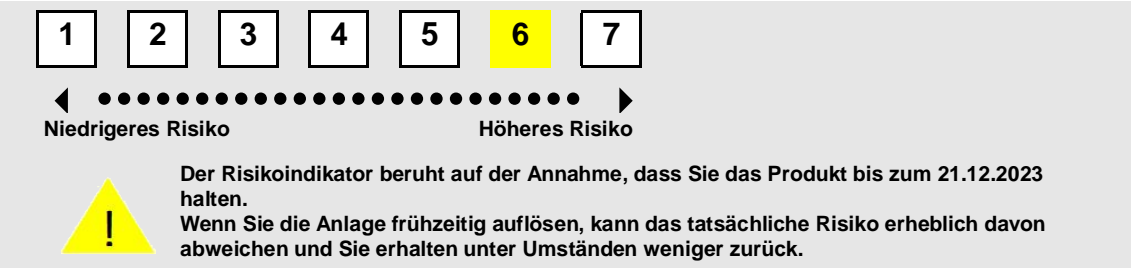 1 2 3 4 5 6 7
Niedrigeres Risiko Höheres Risiko
Der Risikoindikator beruht auf der Annahme, dass Sie das Produkt bis zum 21.12.2023
halten.
Wenn Sie die Anlage frühzeitig auflösen, kann das tatsächliche Risiko erheblich davon
! abweichen und Sie erhalten unter Umständen weniger zurück.